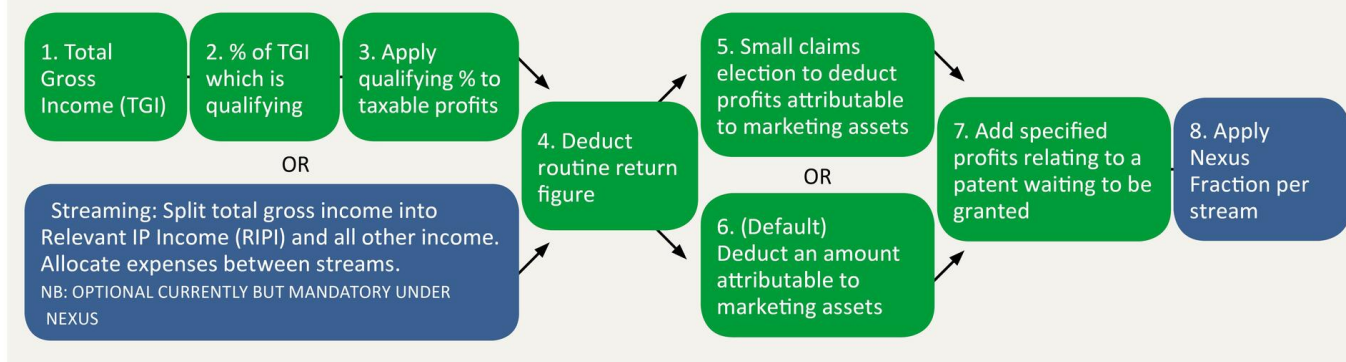 1. Total
Gross
Income (TGI)
2. % of TGI
which is
qualifying
3. Apply
qualifying % to
taxable profits
OR
Streaming: Split total gross income into
Relevant IP Income (RIPI) and all other income.
Allocate expenses between streams.
NB: OPTIONAL CURRENTLY BUT MANDATORY UNDER
NEXUS
4. Deduct
routine return
figure
5. Small claims
election to deduct
profits attributable
to marketing assets
OR
6. (Default)
Deduct an amount
attributable to
marketing assets
7. Add specified
profits relating to a
patent waiting to be
granted
8. Apply
Nexus
Fraction per
stream